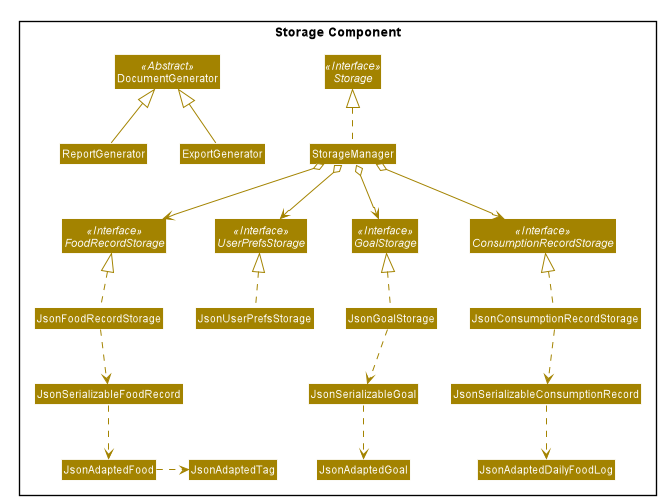 Storage Component
«Abstract»
DocumentGenerator
«Interface»
Storage
ReportGenerator
ExportGenerator
StorageManager
«Interface»
FoodRecordStorage
«Interface»
UserPrefsStorage
«Interface»
GoalStorage
«Interface»
ConsumptionRecordStorage
JsonFoodRecordStorage
JsonUserPrefsStorage
JsonGoalStorage
JsonConsumptionRecordStorage
JsonSerializableFoodRecord
JsonSerializableGoal
JsonSerializableConsumptionRecord
JsonAdaptedFood
JsonAdaptedTag
JsonAdaptedGoal
JsonAdaptedDailyFoodLog